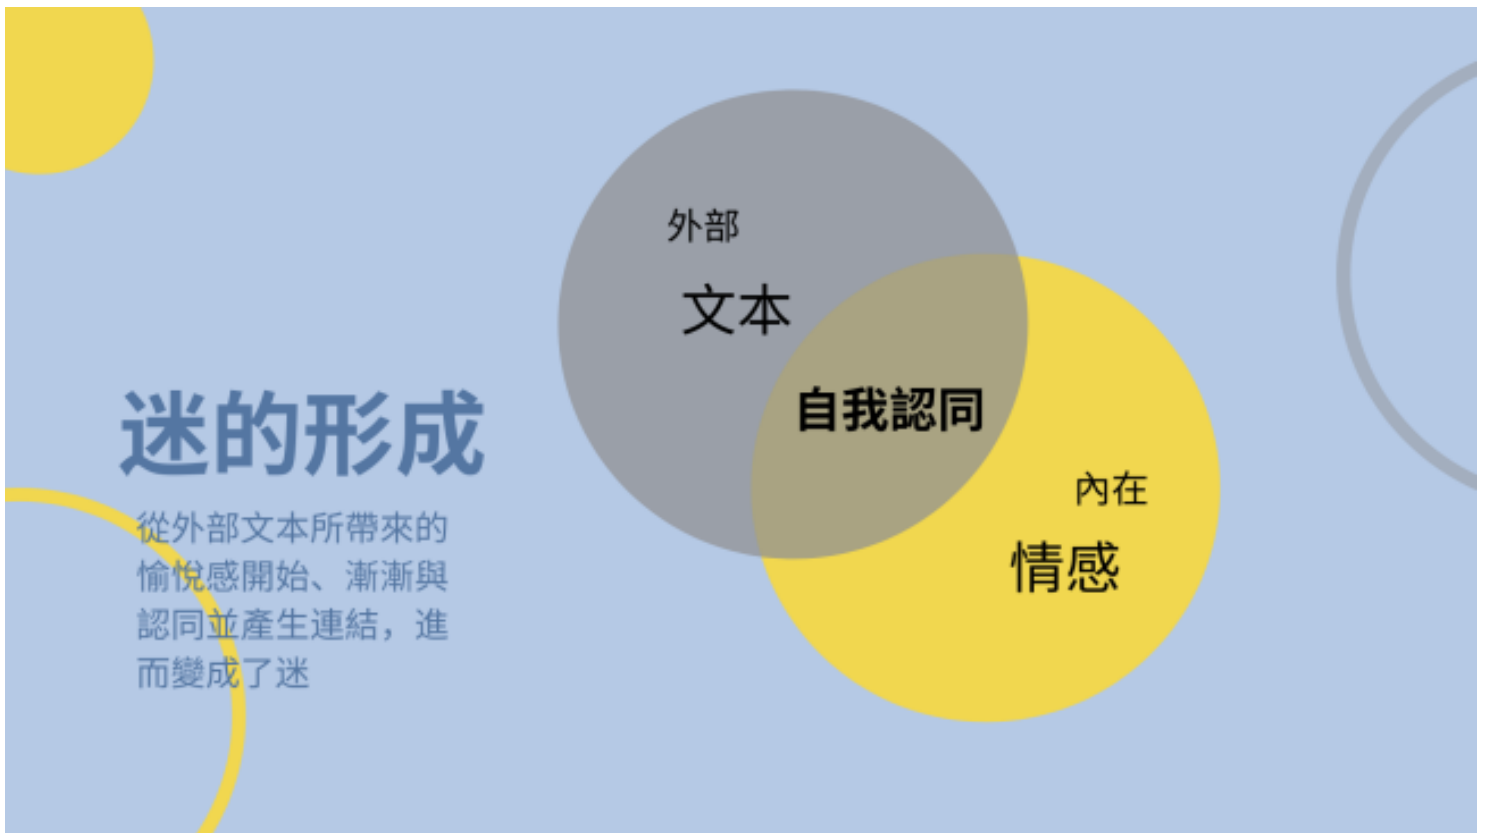 外部
文本
自我認同
內在
情感
迷的形成
從外部文本所帶來的
愉悅感開始、漸漸與
認同並產生連結，進
而變成了迷